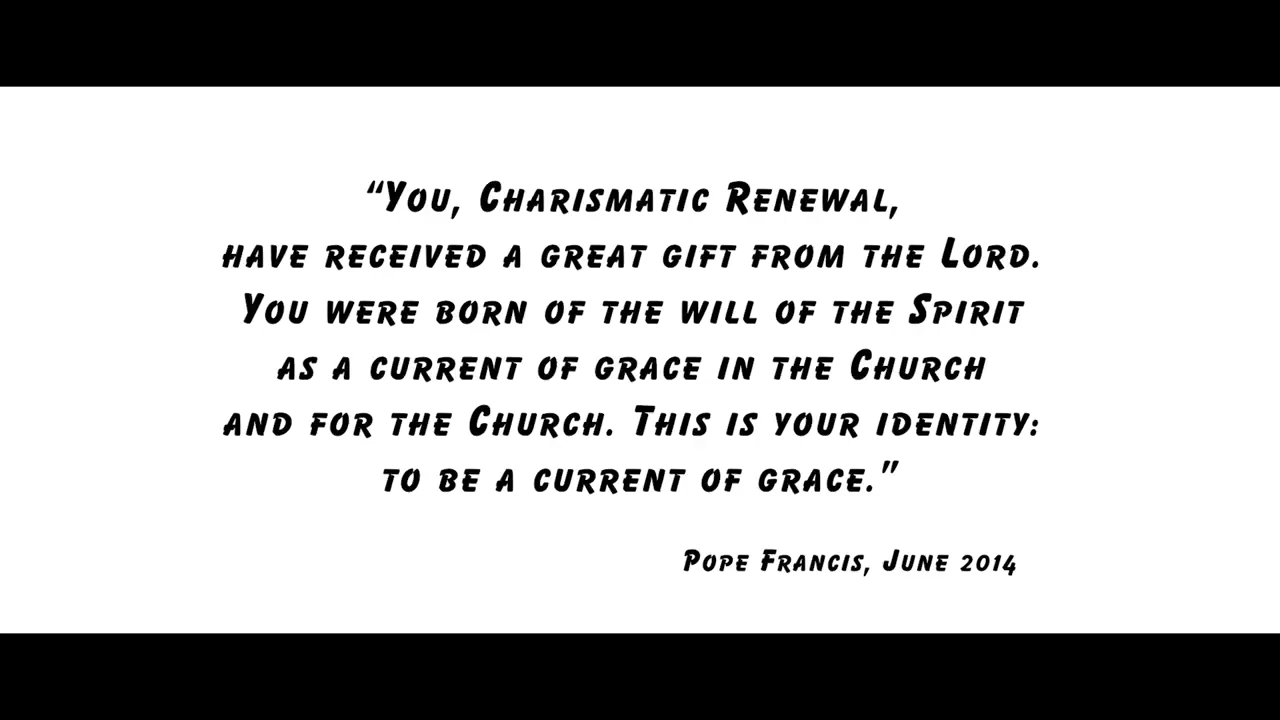 “You, Charismatic Renewal,
have received a great gift from the Lord.
You were born of the will of the Spirit
as a current of grace in the Church
and for the Church. This is your identity:
to be a current of grace.”
Pope Francis, June 2014